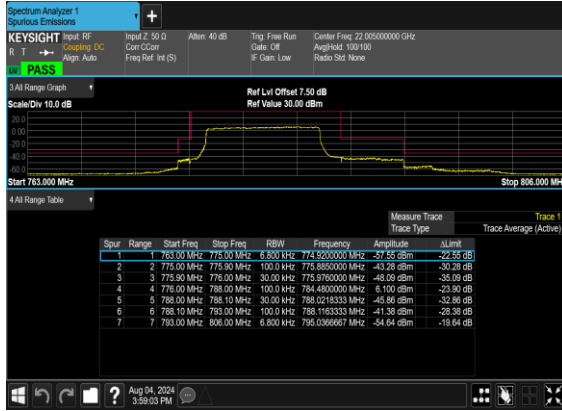 Spectrum Analyzer 1
Spurious Emissions
+
KEYSIGHT Input: RF Input Z: 50 Ω Atten: 40 dB Trig: Free Run Center Freq: 22.005000000 GHz
R T Coupling: DC Corr CCorr Gate: Off Avg|Hold: 100/100
Align: Auto Freq Ref: Int (S) IF Gain: Low Radio Std: None
PASS
3 All Range Graph Ref Lvl Offset 7.50 dB
Scale/Div 10.0 dB Ref Value 30.00 dBm
20.0
0.00
-20.0
-40.0
-60.0
Start 763.000 MHz Stop 806.000 MH
4 All Range Table
Measure Trace Trace 1
Trace Type Trace Average (Active)
Spur Range Start Freq Stop Freq RBW Frequency Amplitude ΔLimit
1 1 763.00 MHz 775.00 MHz 6.800 kHz 774.9200000 MHz -57.55 dBm -22.55 dB
2 2 775.00 MHz 775.90 MHz 100.0 kHz 775.8850000 MHz -43.28 dBm -30.28 dB
3 3 775.90 MHz 776.00 MHz 30.00 kHz 775.9760000 MHz -48.09 dBm -35.09 dB
4 4 776.00 MHz 788.00 MHz 100.0 kHz 784.4800000 MHz 6.100 dBm -23.90 dB
5 5 788.00 MHz 788.10 MHz 30.00 kHz 788.0218333 MHz -45.86 dBm -32.86 dB
6 6 788.10 MHz 793.00 MHz 100.0 kHz 788.1163333 MHz -41.38 dBm -28.38 dB
7 7 793.00 MHz 806.00 MHz 6.800 kHz 795.0366667 MHz -54.64 dBm -19.64 dB
? Aug 04, 2024
3:59:03 PM